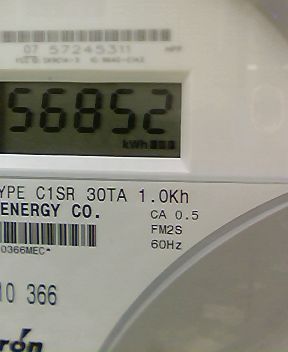 07 57245311
56852
kWh
YPE C1SR 30TA 1.0Kh
ENERGY CO.
CA 0.5
FM2S
60Hz
0366MEC*
10 366
rón